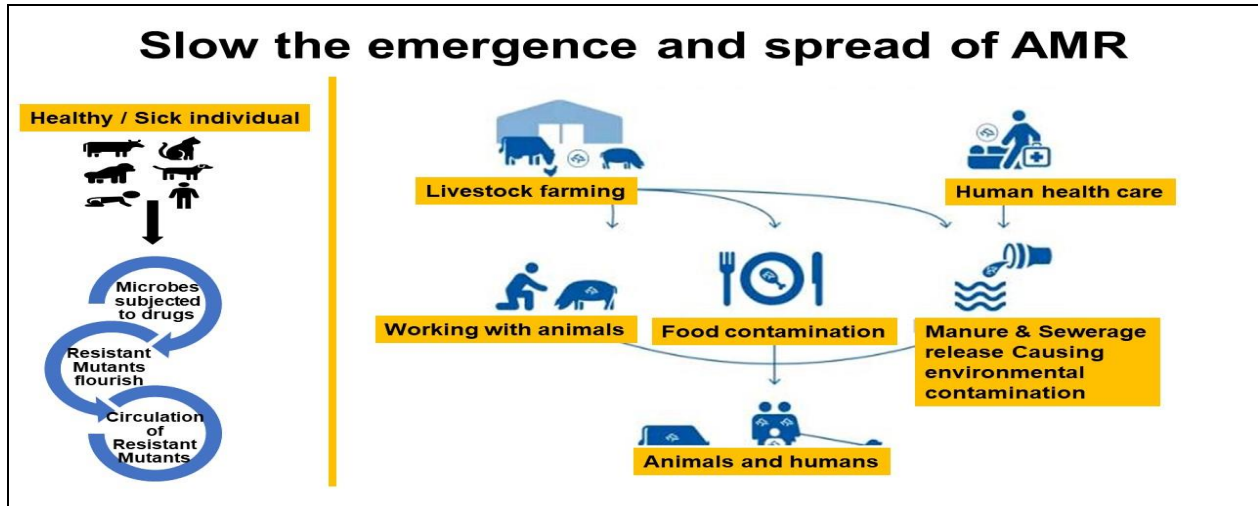 Slow the emergence and spread of AMR
Healthy / Sick individual
Microbes
subjected
to drugs
Resistant
Mutants
flourish
Circulation
of
Resistant
Mutants
Livestock farming
Human health care
Working with animals
Food contamination
Manure & Sewerage
release Causing
environmental
contamination
Animals and humans